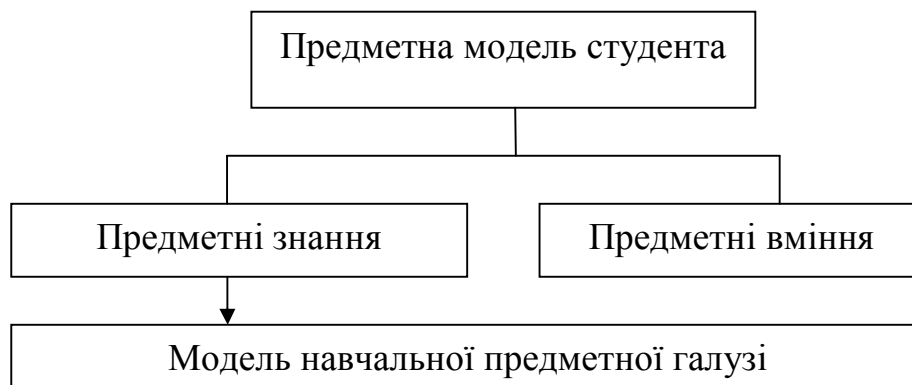 Предметна модель студента
Предметні знання
Предметні вміння
Модель навчальної предметної галузі